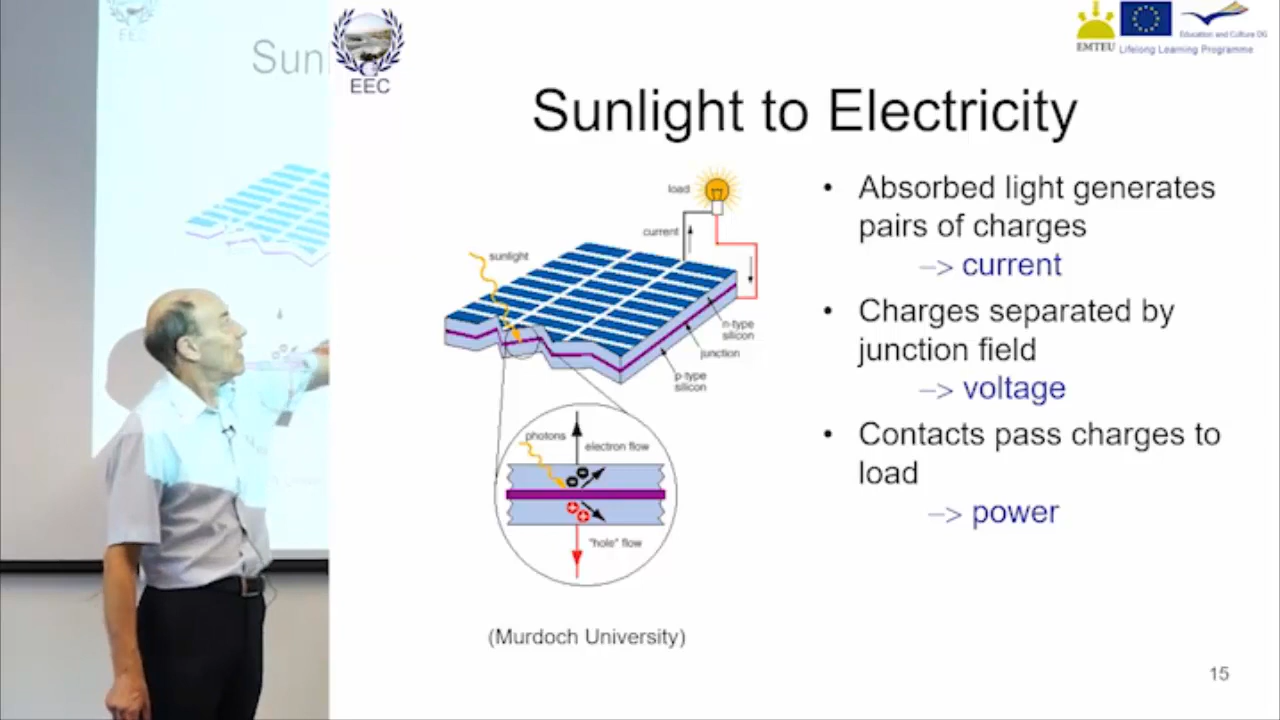 EEC
Sun
EEC
EMTEU
Education and Culture DG
Lifelong Learning Programme
Sunlight to Electricity
load
current
sunlight
n-type
silicon
junction
p-type
silicon
photons
electron flow
"hole" flow
(Murdoch University)
• Absorbed light generates
pairs of charges
–> current
• Charges separated by
junction field
–> voltage
• Contacts pass charges to
load
–> power
15